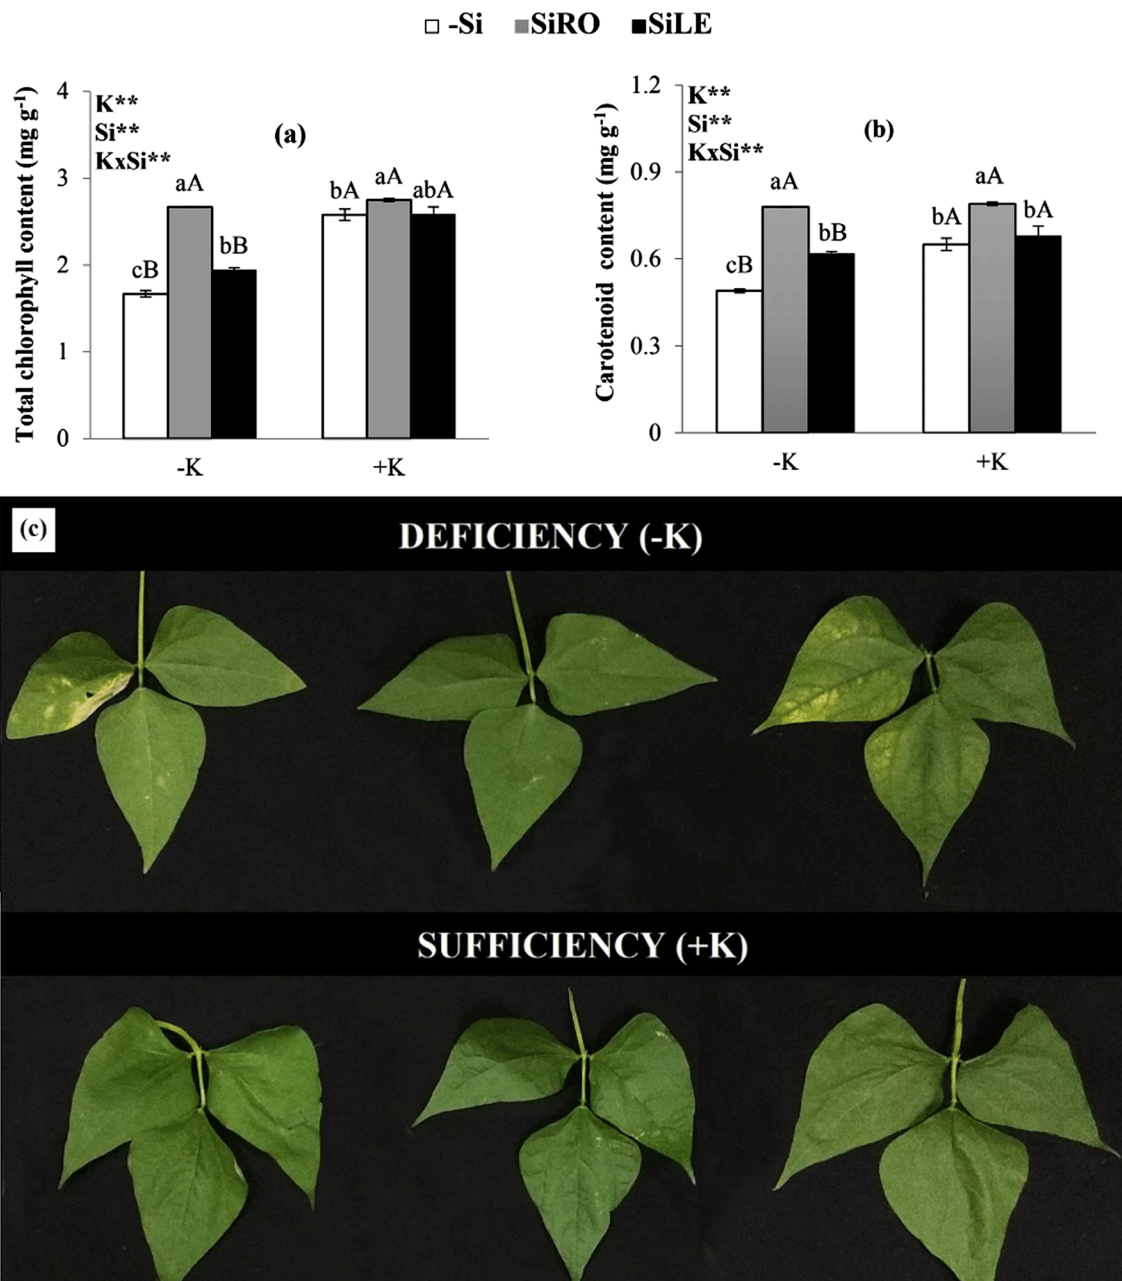 -Si SiRO SiLE
Total chlorophyll content (mg g⁻¹)
4
3
2
1
0
K**
Si**
KxSi**
(a)
cB aA bB bA aA abA
-K +K
Carotenoid content (mg g⁻¹)
1.2
0.9
0.6
0.3
0
K**
Si**
KxSi**
(b)
cB aA bB bA aA bA
-K +K
(c)
DEFICIENCY (-K)
SUFFICIENCY (+K)